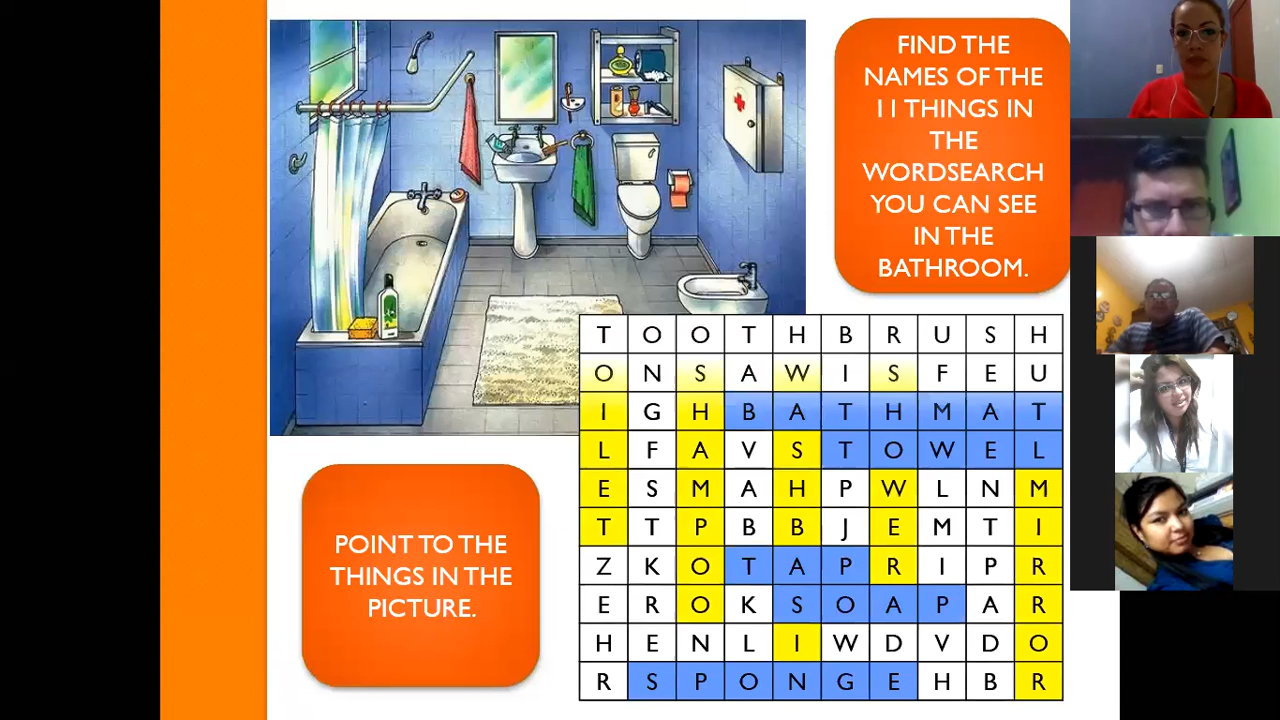 FIND THE
NAMES OF THE
11 THINGS IN
THE
WORDSEARCH
YOU CAN SEE
IN THE
BATHROOM.
T O O T H B R U S H
O N S A W I S F E U
I G H B A T H M A T
L F A V S T O W E L
E S M A H P W L N M
T T P B B J E M T I
Z K O T A P R I P R
E R O K S O A P A R
H E N L I W D V D O
R S P O N G E H B R
POINT TO THE
THINGS IN THE
PICTURE.